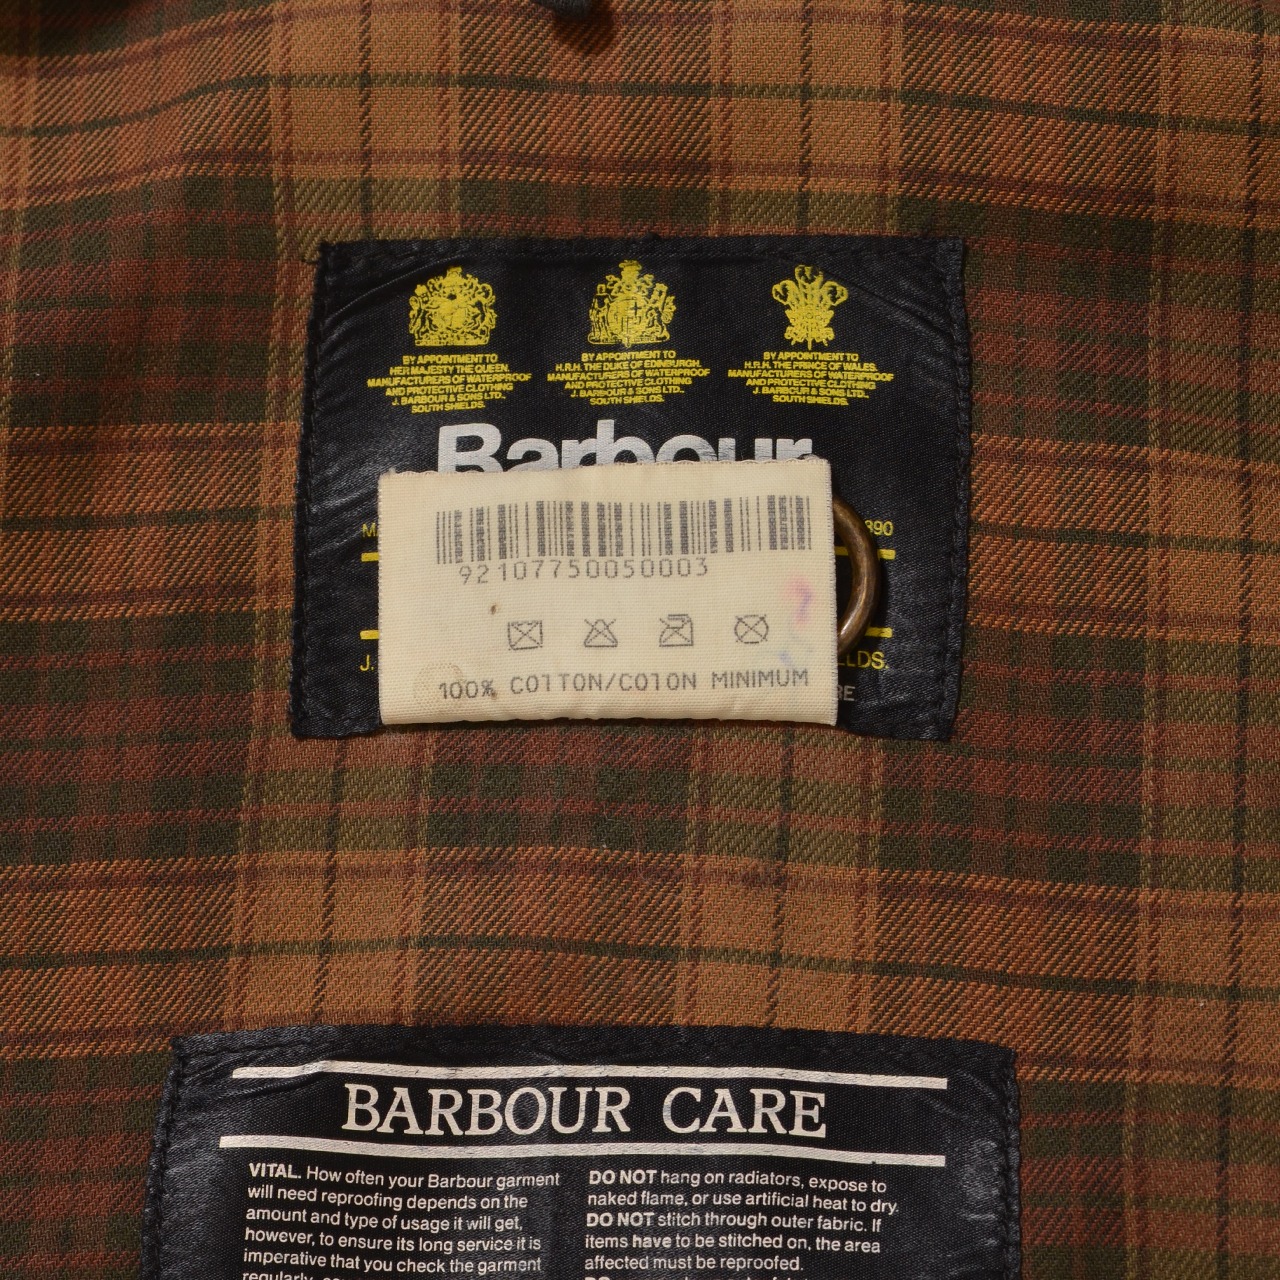 BY APPOINTMENT TO
HER MAJESTY THE QUEEN
MANUFACTURERS OF WATERPROOF
AND PROTECTIVE CLOTHING
J. BARBOUR & SONS LTD.,
SOUTH SHIELDS.
BY APPOINTMENT TO
H.R.H. THE DUKE OF EDINBURGH.
MANUFACTURERS OF WATERPROOF
AND PROTECTIVE CLOTHING
J. BARBOUR & SONS LTD.,
SOUTH SHIELDS.
BY APPOINTMENT TO
H.R.H. THE PRINCE OF WALES.
MANUFACTURERS OF WATERPROOF
AND PROTECTIVE CLOTHING
J. BARBOUR & SONS LTD.,
SOUTH SHIELDS.
Barbour
M 890
92107750050003
J. LDS.
RE
100% COTTON/COTON MINIMUM
BARBOUR CARE
VITAL. How often your Barbour garment
will need reproofing depends on the
amount and type of usage it will get,
however, to ensure its long service it is
imperative that you check the garment
regularly,
DO NOT hang on radiators, expose to
naked flame, or use artificial heat to dry.
DO NOT stitch through outer fabric. If
items have to be stitched on, the area
affected must be reproofed.